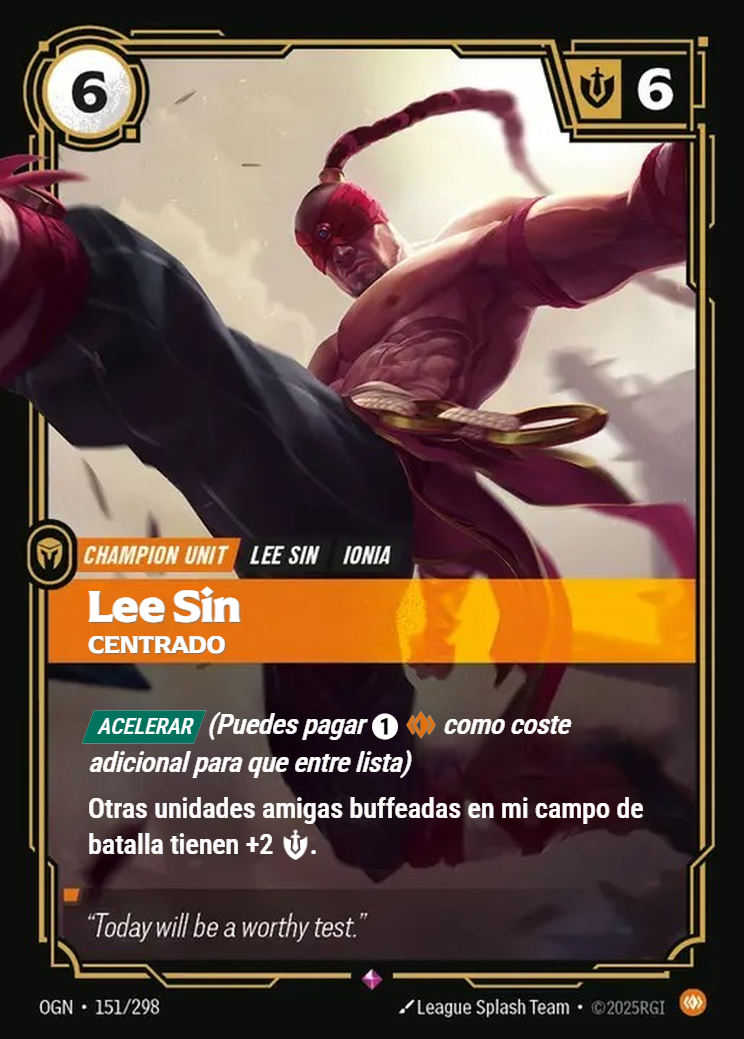 6
6
CHAMPION UNIT LEE SIN IONIA
Lee Sin
CENTRADO
ACELERAR (Puedes pagar 1 como coste
adicional para que entre lista)
Otras unidades amigas buffeadas en mi campo de
batalla tienen +2 .
“Today will be a worthy test.”
OGN • 151/298
League Splash Team • ©2025RGI